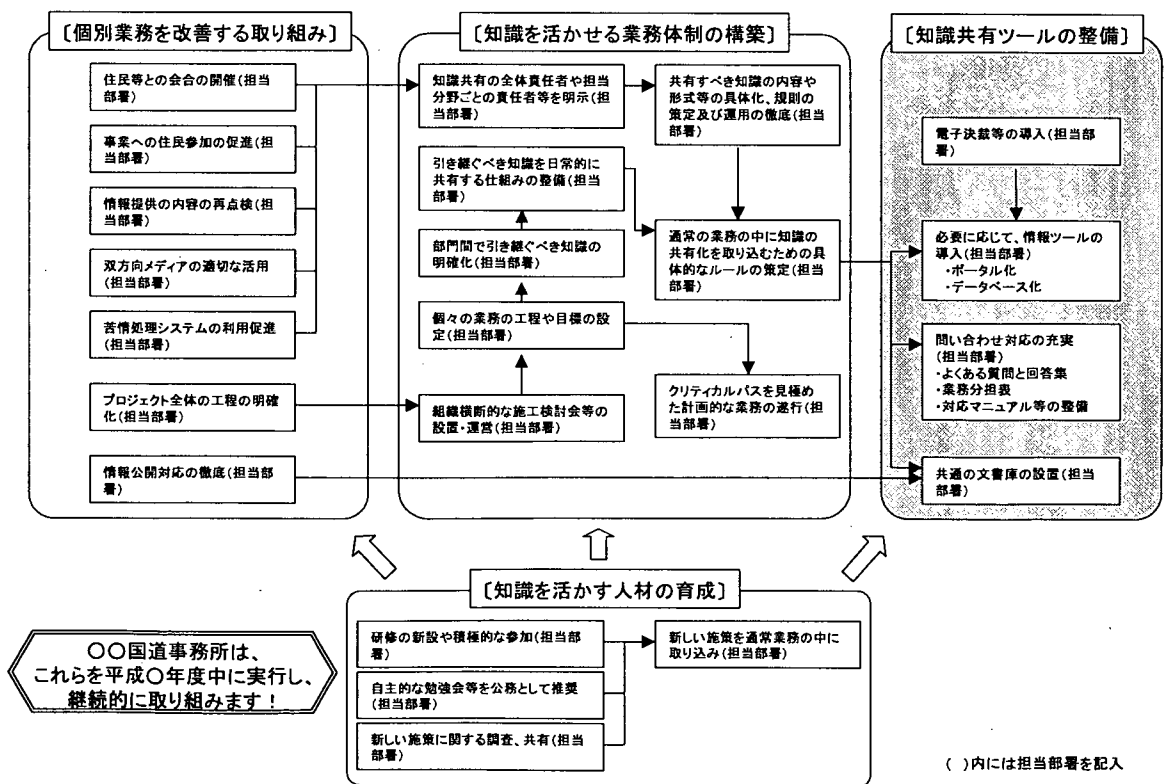 〔個別業務を改善する取り組み〕
住民等との会合の開催(担当
部署)
事業への住民参加の促進(担
当部署)
情報提供の内容の再点検(担
当部署)
双方向メディアの適切な活用
(担当部署)
苦情処理システムの利用促進
(担当部署)
プロジェクト全体の工程の明確
化(担当部署)
情報公開対応の徹底(担当部
署)
〔知識を活かせる業務体制の構築〕
知識共有の全体責任者や担当
分野ごとの責任者等を明示(担
当部署)
共有すべき知識の内容や
形式等の具体化、規則の
策定及び運用の徹底(担当
部署)
引き継ぐべき知識を日常的に
共有する仕組みの整備(担当
部署)
部門間で引き継ぐべき知識の
明確化(担当部署)
通常の業務の中に知識の
共有化を取り込むための具
体的なルールの策定(担当
部署)
個々の業務の工程や目標の設
定(担当部署)
組織横断的な施工検討会等の
設置・運営(担当部署)
クリティカルパスを見極め
た計画的な業務の遂行(担
当部署)
〔知識共有ツールの整備〕
電子決裁等の導入(担当部
署)
必要に応じて、情報ツールの
導入(担当部署)
・ポータル化
・データベース化
問い合わせ対応の充実
(担当部署)
・よくある質問と回答集
・業務分担表
・対応マニュアル等の整備
共通の文書庫の設置(担当
部署)
〔知識を活かす人材の育成〕
研修の新設や積極的な参加(担当部
署)
自主的な勉強会等を公務として推奨
(担当部署)
新しい施策に関する調査、共有(担当
部署)
新しい施策を通常業務の中に
取り込み(担当部署)
〇〇国道事務所は、
これらを平成〇年度中に実行し、
継続的に取り組みます！
( )内には担当部署を記入